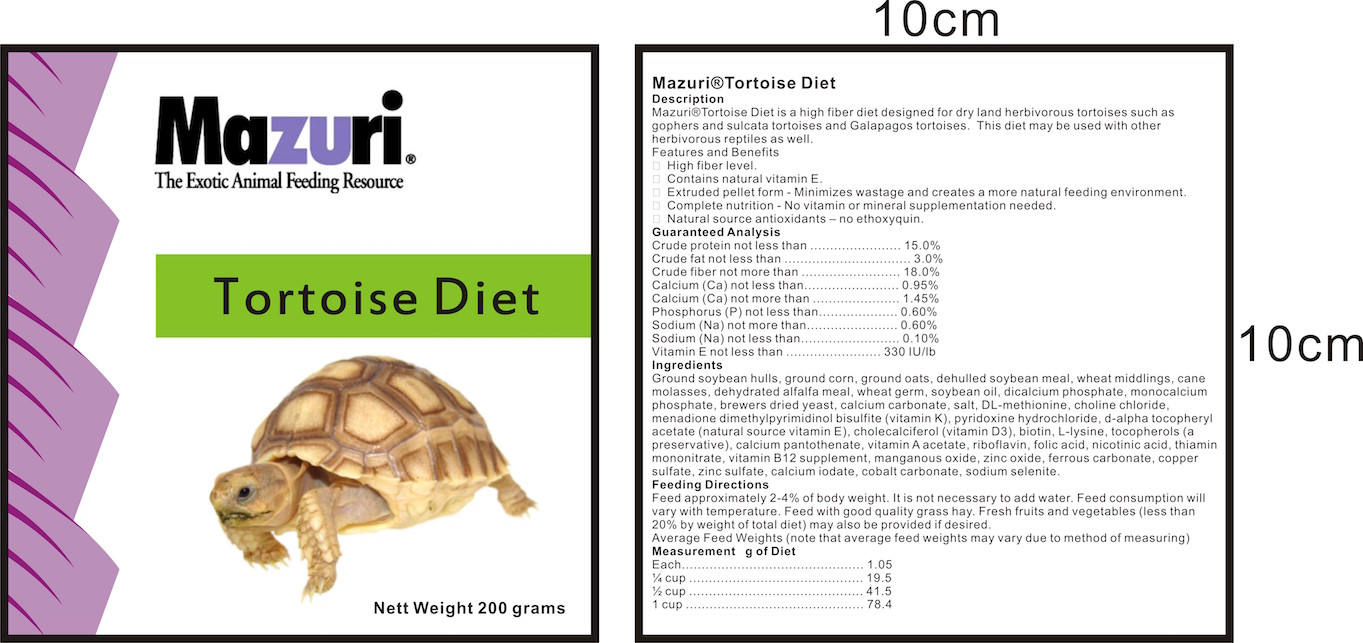 10cm
Mazuri®
The Exotic Animal Feeding Resource
Tortoise Diet
Nett Weight 200 grams
Mazuri®Tortoise Diet
Description
Mazuri®Tortoise Diet is a high fiber diet designed for dry land herbivorous tortoises such as
gophers and sulcata tortoises and Galapagos tortoises.  This diet may be used with other
herbivorous reptiles as well.
Features and Benefits
□ High fiber level.
□ Contains natural vitamin E.
□ Extruded pellet form - Minimizes wastage and creates a more natural feeding environment.
□ Complete nutrition - No vitamin or mineral supplementation needed.
□ Natural source antioxidants – no ethoxyquin.
Guaranteed Analysis
Crude protein not less than ....................... 15.0%
Crude fat not less than ................................ 3.0%
Crude fiber not more than ......................... 18.0%
Calcium (Ca) not less than........................ 0.95%
Calcium (Ca) not more than ...................... 1.45%
Phosphorus (P) not less than.................... 0.60%
Sodium (Na) not more than....................... 0.60%
Sodium (Na) not less than......................... 0.10%
Vitamin E not less than ........................ 330 IU/lb
Ingredients
Ground soybean hulls, ground corn, ground oats, dehulled soybean meal, wheat middlings, cane
molasses, dehydrated alfalfa meal, wheat germ, soybean oil, dicalcium phosphate, monocalcium
phosphate, brewers dried yeast, calcium carbonate, salt, DL-methionine, choline chloride,
menadione dimethylpyrimidinol bisulfite (vitamin K), pyridoxine hydrochloride, d-alpha tocopheryl
acetate (natural source vitamin E), cholecalciferol (vitamin D3), biotin, L-lysine, tocopherols (a
preservative), calcium pantothenate, vitamin A acetate, riboflavin, folic acid, nicotinic acid, thiamin
mononitrate, vitamin B12 supplement, manganous oxide, zinc oxide, ferrous carbonate, copper
sulfate, zinc sulfate, calcium iodate, cobalt carbonate, sodium selenite.
Feeding Directions
Feed approximately 2-4% of body weight. It is not necessary to add water. Feed consumption will
vary with temperature. Feed with good quality grass hay. Fresh fruits and vegetables (less than
20% by weight of total diet) may also be provided if desired.
Average Feed Weights (note that average feed weights may vary due to method of measuring)
Measurement   g of Diet
Each.............................................. 1.05
¼ cup ............................................ 19.5
½ cup ............................................ 41.5
1 cup ............................................. 78.4
10cm